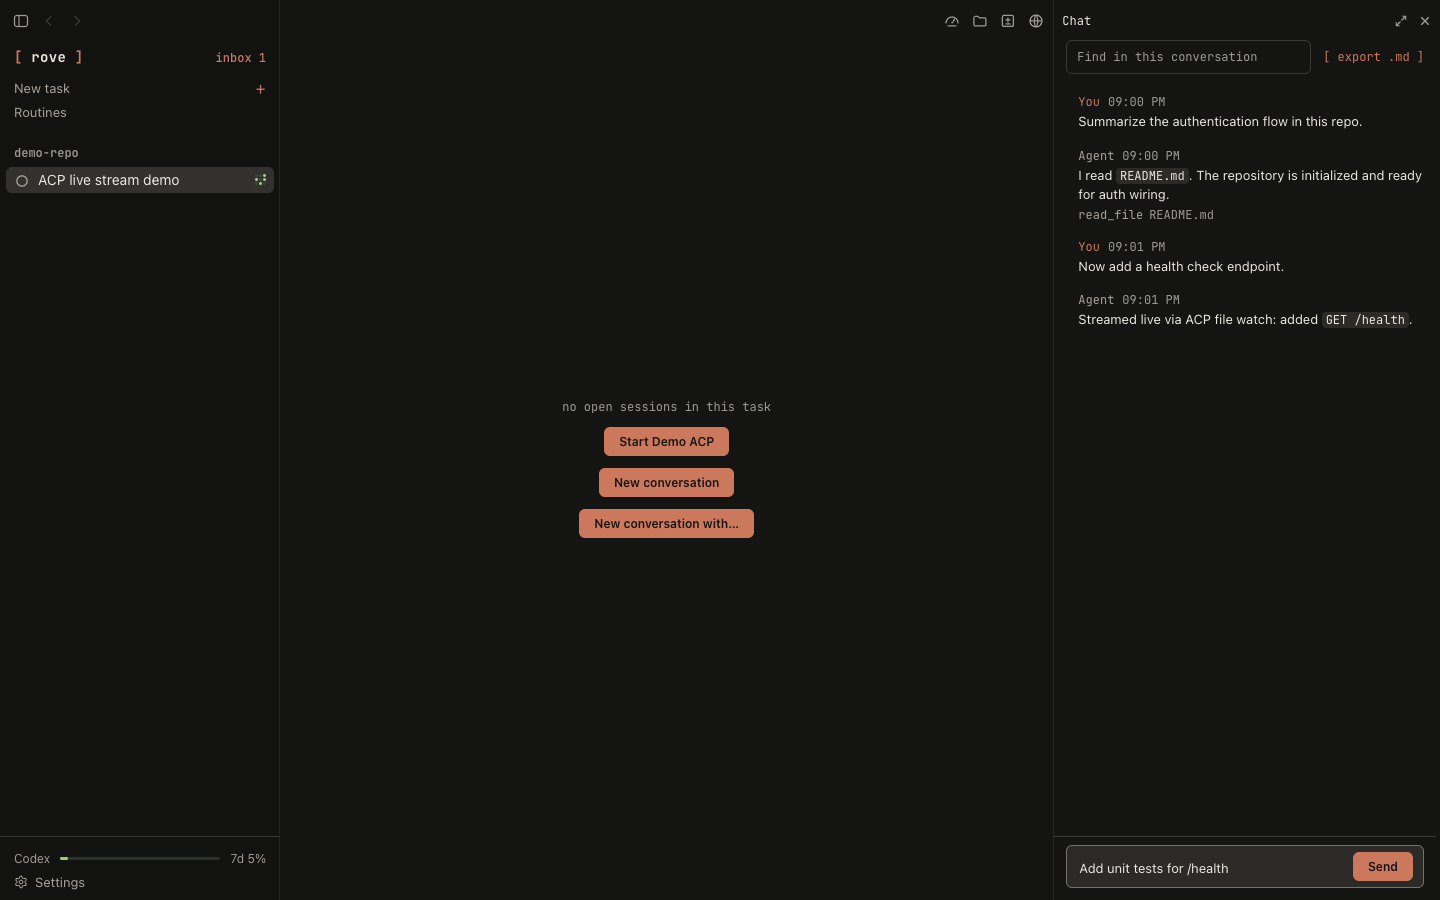 [ rove ]
inbox 1
New task
+
Routines
demo-repo
ACP live stream demo
Codex
7d 5%
Settings
no open sessions in this task
Start Demo ACP
New conversation
New conversation with...
Chat
Find in this conversation
[ export .md ]
You 09:00 PM
Summarize the authentication flow in this repo.
Agent 09:00 PM
I read README.md. The repository is initialized and ready
for auth wiring.
read_file README.md
You 09:01 PM
Now add a health check endpoint.
Agent 09:01 PM
Streamed live via ACP file watch: added GET /health.
Add unit tests for /health
Send